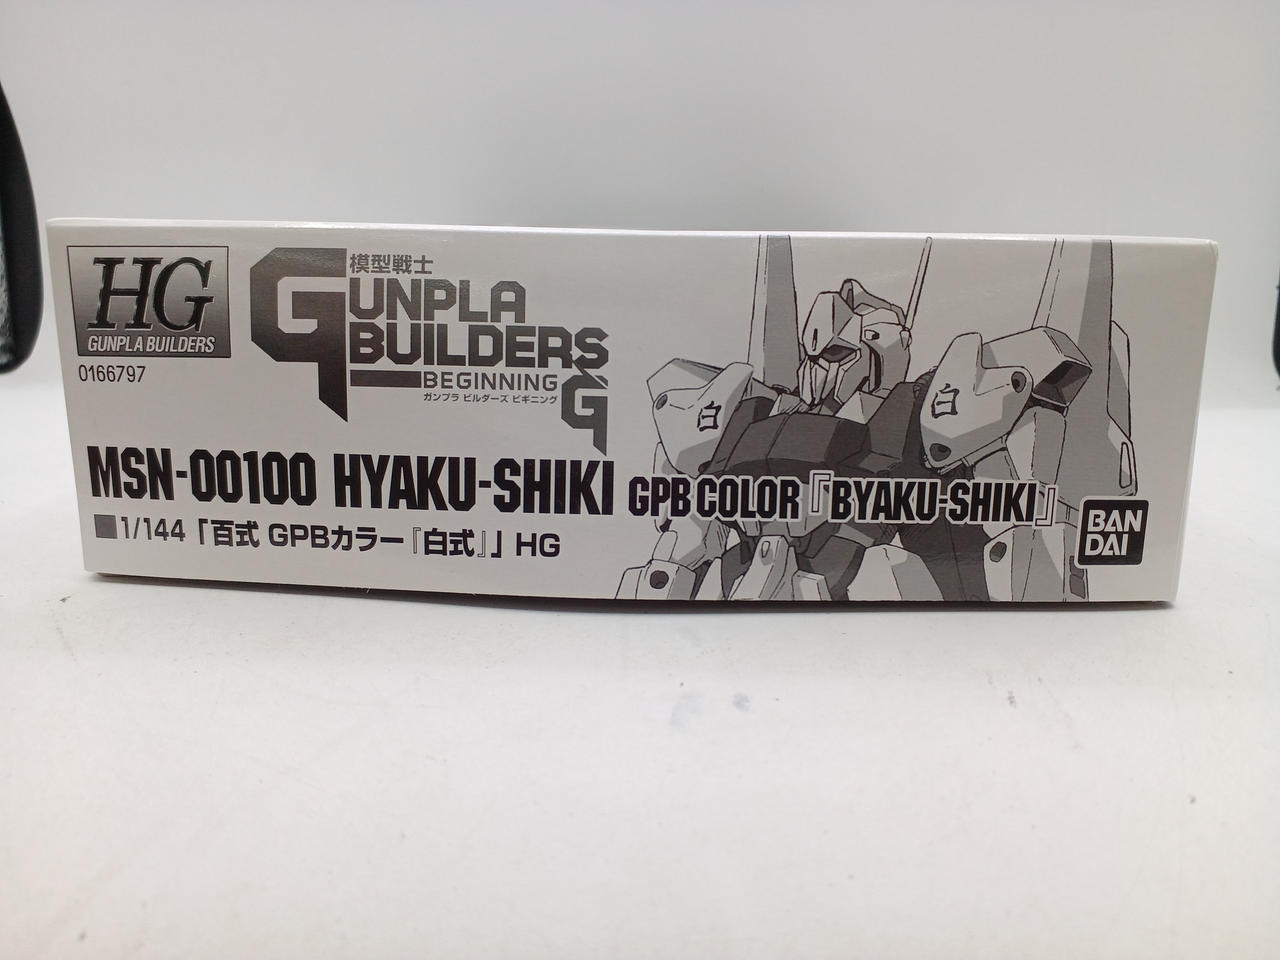 HG
GUNPLA BUILDERS
0166797
模型戦士
GUNPLA
BUILDERS
BEGINNING G
ガンプラ ビルダーズ ビギニング
MSN-00100 HYAKU-SHIKI GPB COLOR『BYAKU-SHIKI』
■1/144「百式 GPBカラー『白式』」HG
白
白
BAN
DAI